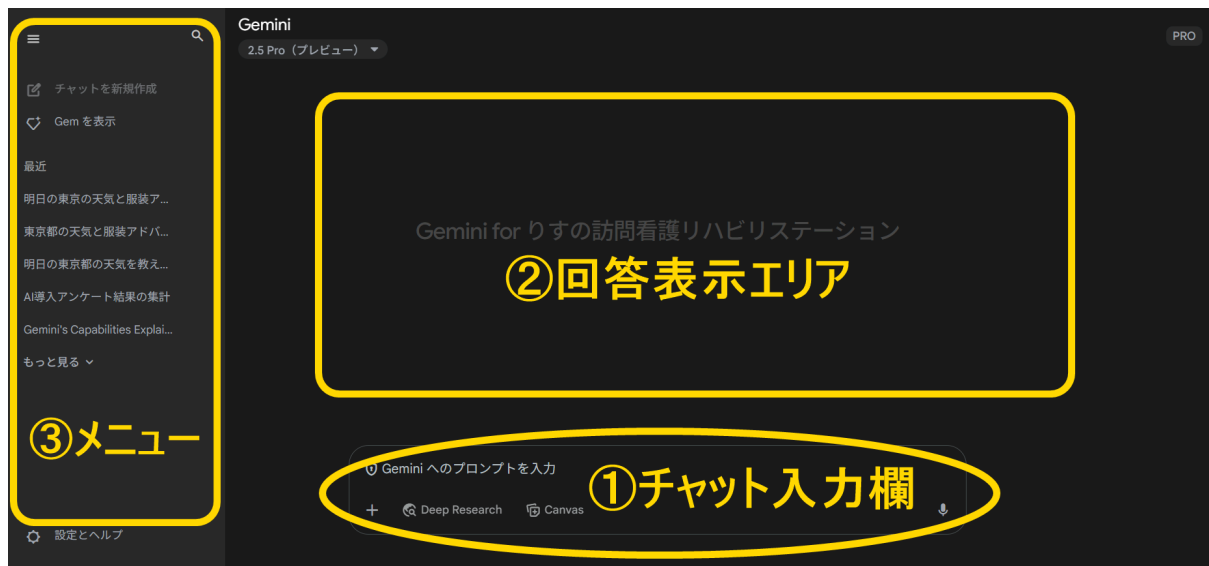 Gemini
2.5 Pro（プレビュー）
PRO
チャットを新規作成
Gem を表示
最近
明日の東京の天気と服装ア...
東京都の天気と服装アドバ...
明日の東京都の天気を教え...
AI導入アンケート結果の集計
Gemini's Capabilities Explai...
もっと見る
③メニュー
設定とヘルプ
Gemini for りすの訪問看護リハビリステーション
②回答表示エリア
Gemini へのプロンプトを入力
①チャット入力欄
Deep Research
Canvas